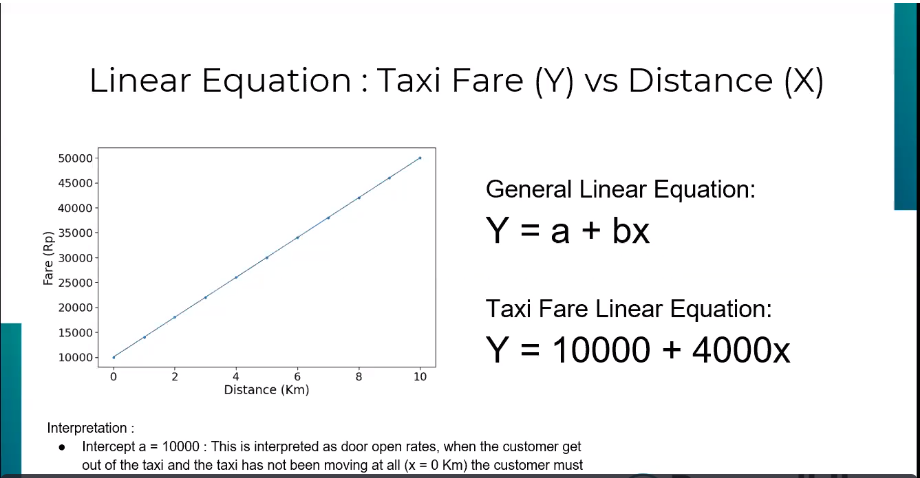 Linear Equation : Taxi Fare (Y) vs Distance (X)
50000
45000
40000
35000
30000
25000
20000
15000
10000
Fare (Rp)
0 2 4 6 8 10
Distance (Km)
General Linear Equation:
Y = a + bx
Taxi Fare Linear Equation:
Y = 10000 + 4000x
Interpretation :
● Intercept a = 10000 : This is interpreted as door open rates, when the customer get
out of the taxi and the taxi has not been moving at all (x = 0 Km) the customer must